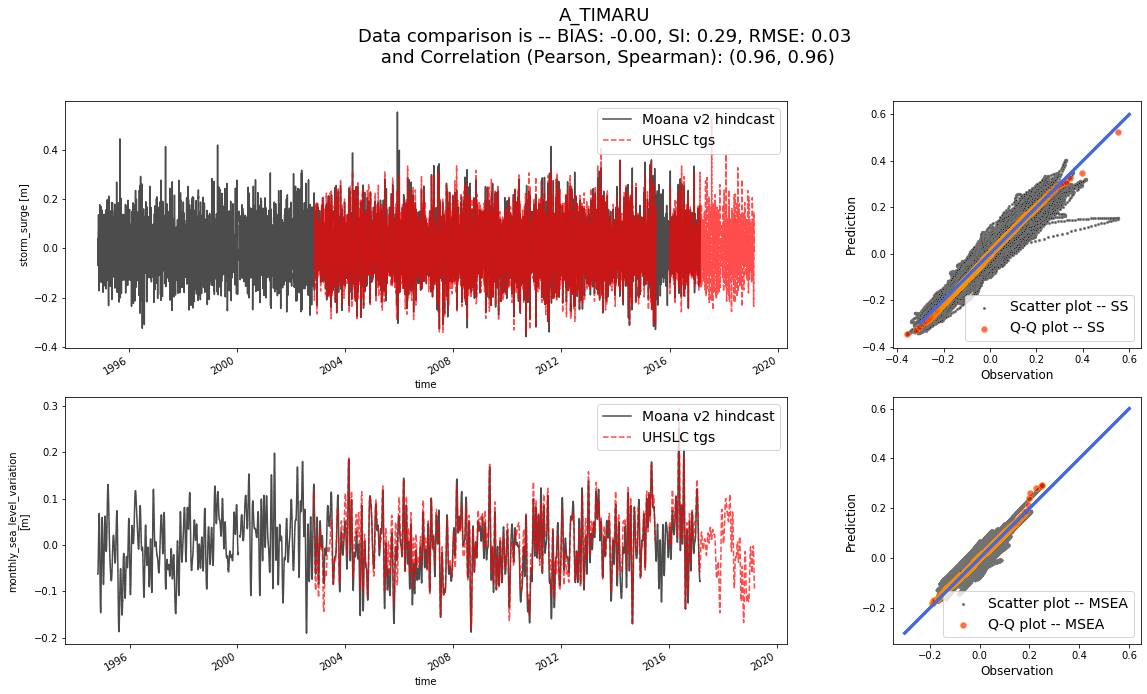 A_TIMARU
Data comparison is -- BIAS: -0.00, SI: 0.29, RMSE: 0.03
and Correlation (Pearson, Spearman): (0.96, 0.96)
storm_surge [m]
0.4
0.2
0.0
−0.2
−0.4
Moana v2 hindcast
UHSLC tgs
1996
2000
2004
2008
2012
2016
2020
time
Prediction
0.6
0.4
0.2
0.0
−0.2
−0.4
Scatter plot -- SS
Q-Q plot -- SS
−0.4
−0.2
0.0
0.2
0.4
0.6
Observation
monthly_sea_level_variation
[m]
0.3
0.2
0.1
0.0
−0.1
−0.2
Moana v2 hindcast
UHSLC tgs
1996
2000
2004
2008
2012
2016
2020
time
Prediction
0.6
0.4
0.2
0.0
−0.2
Scatter plot -- MSEA
Q-Q plot -- MSEA
−0.2
0.0
0.2
0.4
0.6
Observation